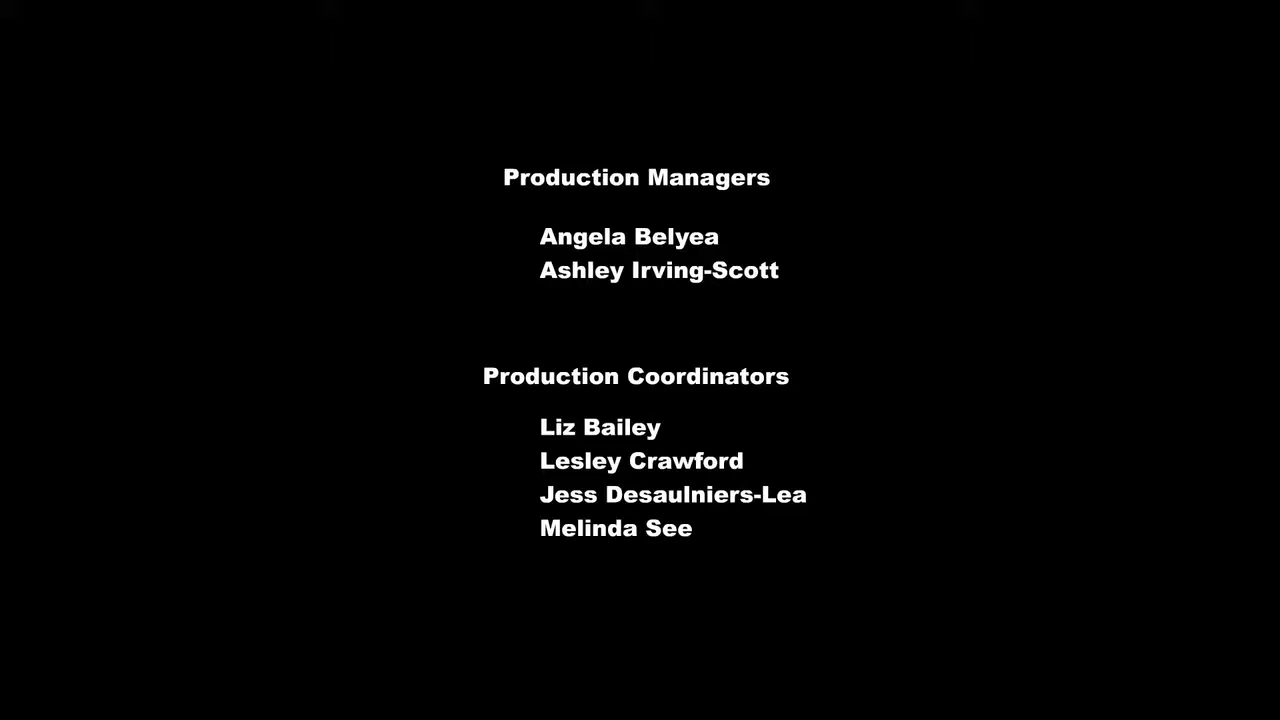 Production Managers
Angela Belyea
Ashley Irving-Scott
Production Coordinators
Liz Bailey
Lesley Crawford
Jess Desaulniers-Lea
Melinda See